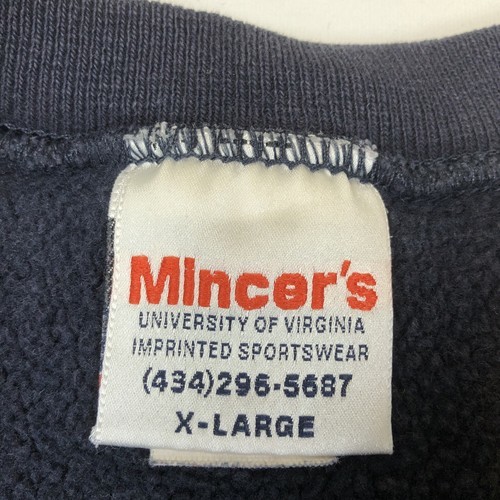 Mincer's
UNIVERSITY OF VIRGINIA
IMPRINTED SPORTSWEAR
(434)296-5687
X-LARGE